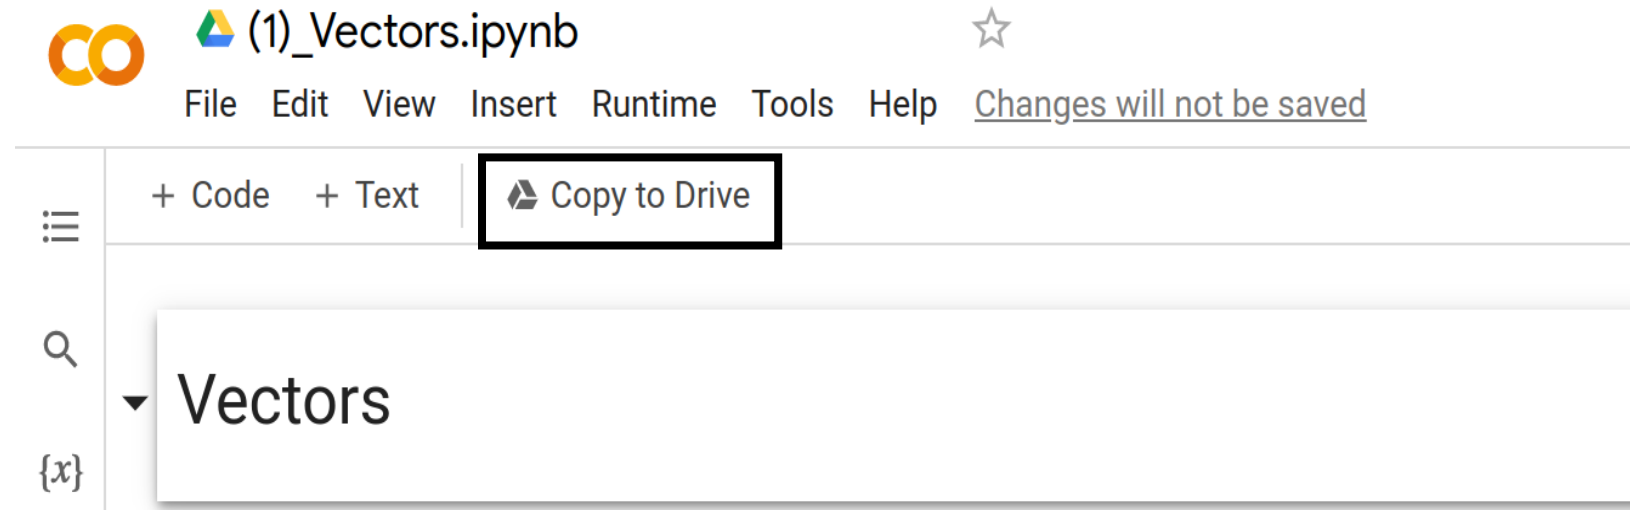 (1)_Vectors.ipynb
File Edit View Insert Runtime Tools Help Changes will not be saved
+ Code + Text Copy to Drive
Vectors
{x}